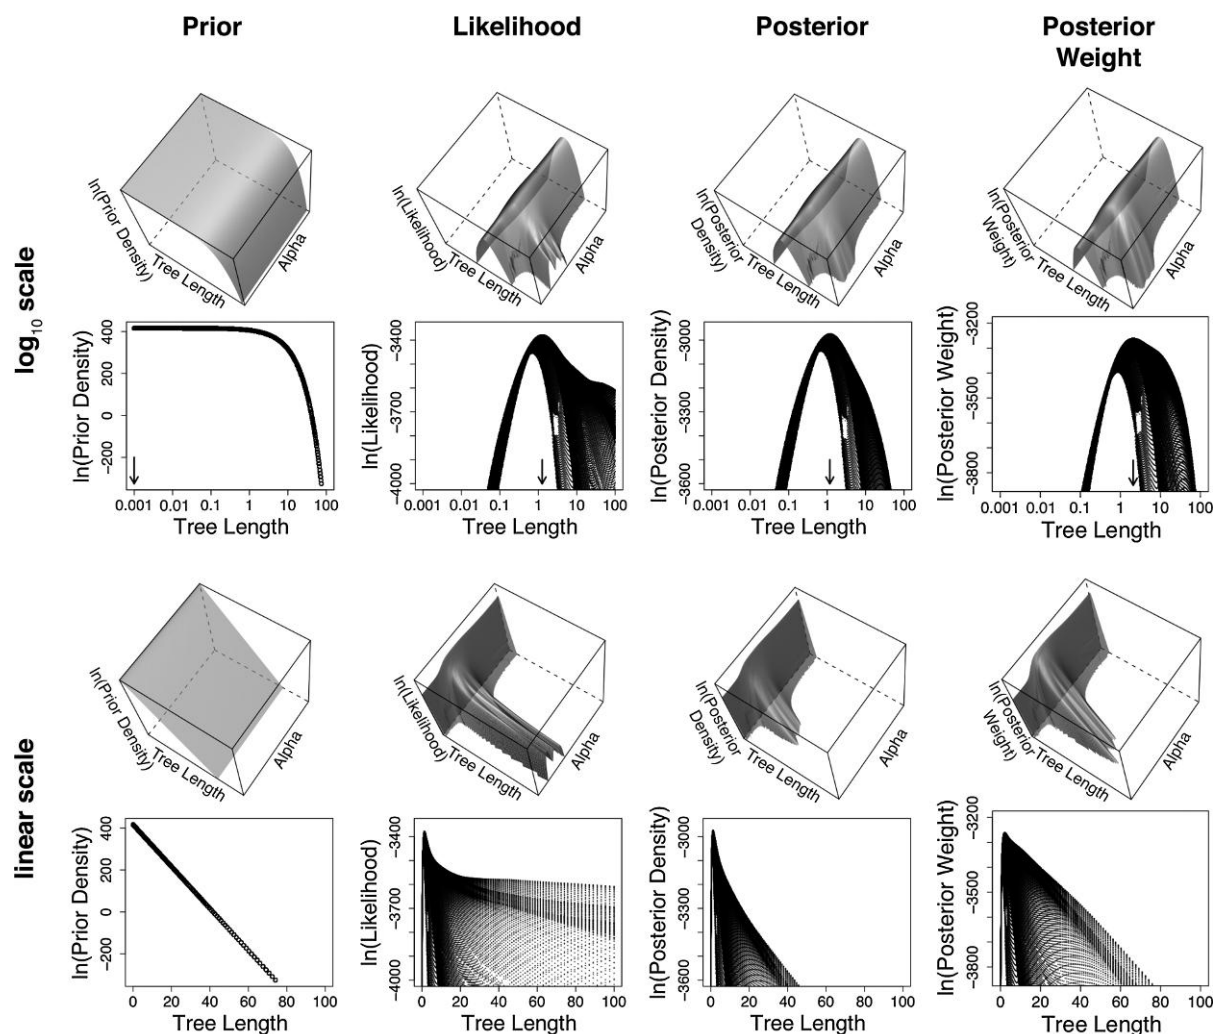 Prior
Likelihood
Posterior
Posterior
Weight
log10 scale
ln(Prior Density)
Tree Length
Alpha
ln(Likelihood)
Tree Length
Alpha
ln(Posterior
Density)
Tree Length
Alpha
ln(Posterior
Weight)
Tree Length
Alpha
ln(Prior Density)
400
200
0
−200
0.001
0.01
0.1
1
10
100
Tree Length
ln(Likelihood)
−3400
−3700
−4000
0.001
0.01
0.1
1
10
100
Tree Length
ln(Posterior Density)
−3000
−3300
−3600
0.001
0.01
0.1
1
10
100
Tree Length
ln(Posterior Weight)
−3200
−3500
−3800
0.001
0.01
0.1
1
10
100
Tree Length
linear scale
ln(Prior Density)
Tree Length
Alpha
ln(Likelihood)
Tree Length
Alpha
ln(Posterior
Density)
Tree Length
Alpha
ln(Posterior
Weight)
Tree Length
Alpha
ln(Prior Density)
400
200
0
−200
0 20 40 60 80 100
Tree Length
ln(Likelihood)
−3400
−3700
−4000
0 20 40 60 80 100
Tree Length
ln(Posterior Density)
−3000
−3300
−3600
0 20 40 60 80 100
Tree Length
ln(Posterior Weight)
−3200
−3500
−3800
0 20 40 60 80 100
Tree Length